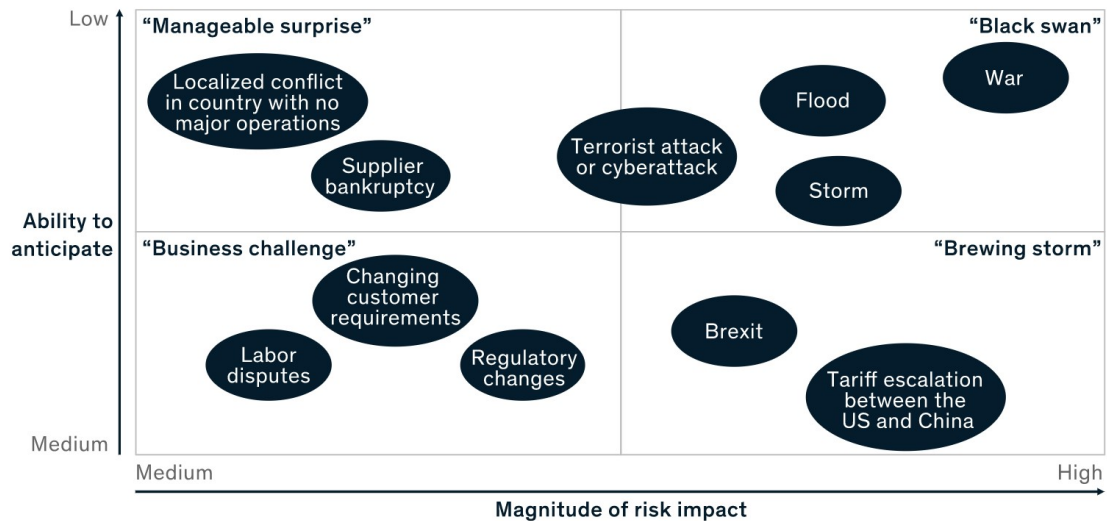 Low
“Manageable surprise”
“Black swan”
Localized conflict
in country with no
major operations
Supplier
bankruptcy
Terrorist attack
or cyberattack
Flood
Storm
War
Ability to
anticipate
“Business challenge”
“Brewing storm”
Changing
customer
requirements
Labor
disputes
Regulatory
changes
Brexit
Tariff escalation
between the
US and China
Medium
Medium
High
Magnitude of risk impact